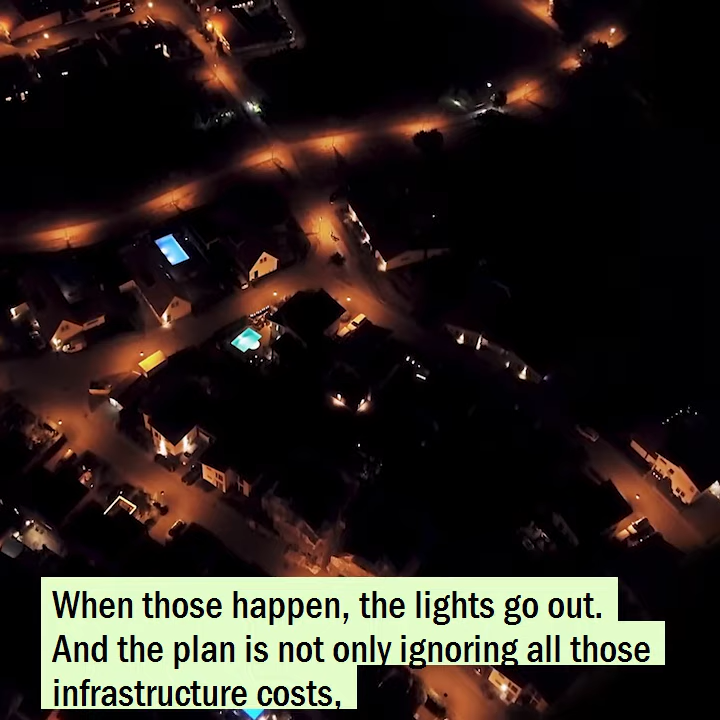 When those happen, the lights go out.
And the plan is not only ignoring all those
infrastructure costs,